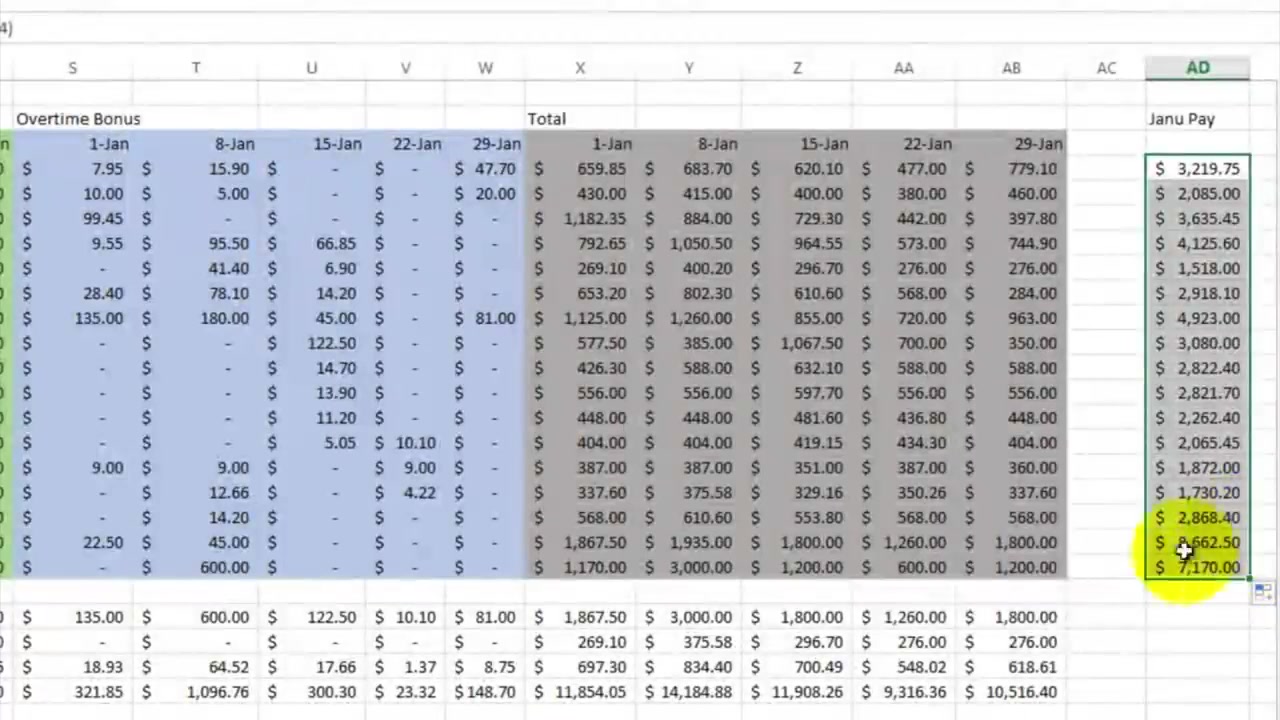 4)
S T U V W X Y Z AA AB AC AD
Overtime Bonus Total Janu Pay
n 1-Jan 8-Jan 15-Jan 22-Jan 29-Jan 1-Jan 8-Jan 15-Jan 22-Jan 29-Jan
0 $ 7.95 $ 15.90 $ - $ - $ 47.70 $ 659.85 $ 683.70 $ 620.10 $ 477.00 $ 779.10 $ 3,219.75
0 $ 10.00 $ 5.00 $ - $ - $ 20.00 $ 430.00 $ 415.00 $ 400.00 $ 380.00 $ 460.00 $ 2,085.00
0 $ 99.45 $ - $ - $ - $ - $ 1,182.35 $ 884.00 $ 729.30 $ 442.00 $ 397.80 $ 3,635.45
0 $ 9.55 $ 95.50 $ 66.85 $ - $ - $ 792.65 $ 1,050.50 $ 964.55 $ 573.00 $ 744.90 $ 4,125.60
0 $ - $ 41.40 $ 6.90 $ - $ - $ 269.10 $ 400.20 $ 296.70 $ 276.00 $ 276.00 $ 1,518.00
0 $ 28.40 $ 78.10 $ 14.20 $ - $ - $ 653.20 $ 802.30 $ 610.60 $ 568.00 $ 284.00 $ 2,918.10
0 $ 135.00 $ 180.00 $ 45.00 $ - $ 81.00 $ 1,125.00 $ 1,260.00 $ 855.00 $ 720.00 $ 963.00 $ 4,923.00
0 $ - $ - $ 122.50 $ - $ - $ 577.50 $ 385.00 $ 1,067.50 $ 700.00 $ 350.00 $ 3,080.00
0 $ - $ - $ 14.70 $ - $ - $ 426.30 $ 588.00 $ 632.10 $ 588.00 $ 588.00 $ 2,822.40
0 $ - $ - $ 13.90 $ - $ - $ 556.00 $ 556.00 $ 597.70 $ 556.00 $ 556.00 $ 2,821.70
0 $ - $ - $ 11.20 $ - $ - $ 448.00 $ 448.00 $ 481.60 $ 436.80 $ 448.00 $ 2,262.40
0 $ - $ - $ 5.05 $ 10.10 $ - $ 404.00 $ 404.00 $ 419.15 $ 434.30 $ 404.00 $ 2,065.45
0 $ 9.00 $ 9.00 $ - $ 9.00 $ - $ 387.00 $ 387.00 $ 351.00 $ 387.00 $ 360.00 $ 1,872.00
0 $ - $ 12.66 $ - $ 4.22 $ - $ 337.60 $ 375.58 $ 329.16 $ 350.26 $ 337.60 $ 1,730.20
0 $ - $ 14.20 $ - $ - $ - $ 568.00 $ 610.60 $ 553.80 $ 568.00 $ 568.00 $ 2,868.40
0 $ 22.50 $ 45.00 $ - $ - $ - $ 1,867.50 $ 1,935.00 $ 1,800.00 $ 1,260.00 $ 1,800.00 $ 8,662.50
0 $ - $ 600.00 $ - $ - $ - $ 1,170.00 $ 3,000.00 $ 1,200.00 $ 600.00 $ 1,200.00 $ 7,170.00
0 $ 135.00 $ 600.00 $ 122.50 $ 10.10 $ 81.00 $ 1,867.50 $ 3,000.00 $ 1,800.00 $ 1,260.00 $ 1,800.00
0 $ - $ - $ - $ - $ - $ 269.10 $ 375.58 $ 296.70 $ 276.00 $ 276.00
$ 18.93 $ 64.52 $ 17.66 $ 1.37 $ 8.75 $ 697.30 $ 834.40 $ 700.49 $ 548.02 $ 618.61
0 $ 321.85 $ 1,096.76 $ 300.30 $ 23.32 $ 148.70 $ 11,854.05 $ 14,184.88 $ 11,908.26 $ 9,316.36 $ 10,516.40